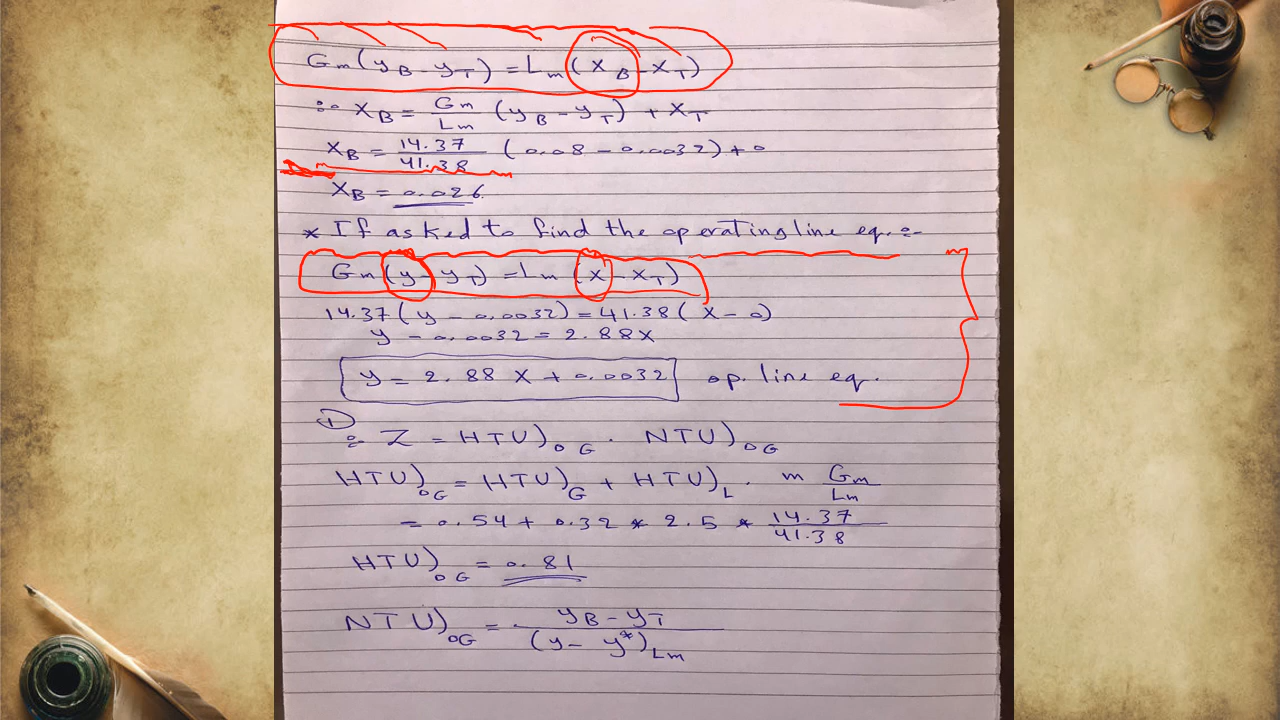 Gm(yB-yT)=Lm(xB-xT)
∴ xB = Gm/Lm (yB-yT)+xT
xB = 14.37/41.38 (0.08-0.0032)+0
xB = 0.026
* If asked to find the operating line eq.:-
Gm(y-yT)=Lm(x-xT)
14.37(y-0.0032)=41.38(x-0)
y-0.0032=2.88x
y=2.88x+0.0032 op. line eq.
① ∴ Z = HTU)OG . NTU)OG
HTU)OG = HTU)G + HTU)L . m Gm/Lm
= 0.54+0.32*2.5*14.37/41.38
HTU)OG = 0.81
NTU)OG = yB-yT/(y-y*)Lm